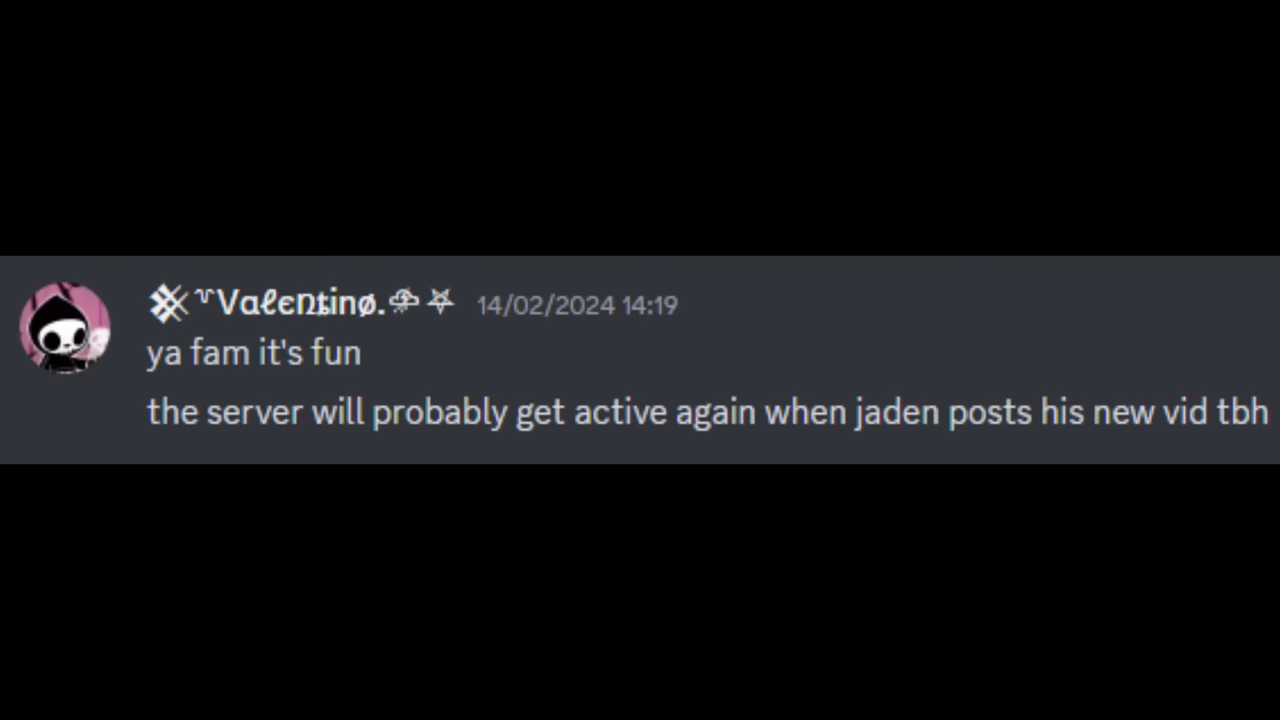 𒅒♈︎Vαℓєղȶinø.⛈⛧ 14/02/2024 14:19
ya fam it's fun
the server will probably get active again when jaden posts his new vid tbh